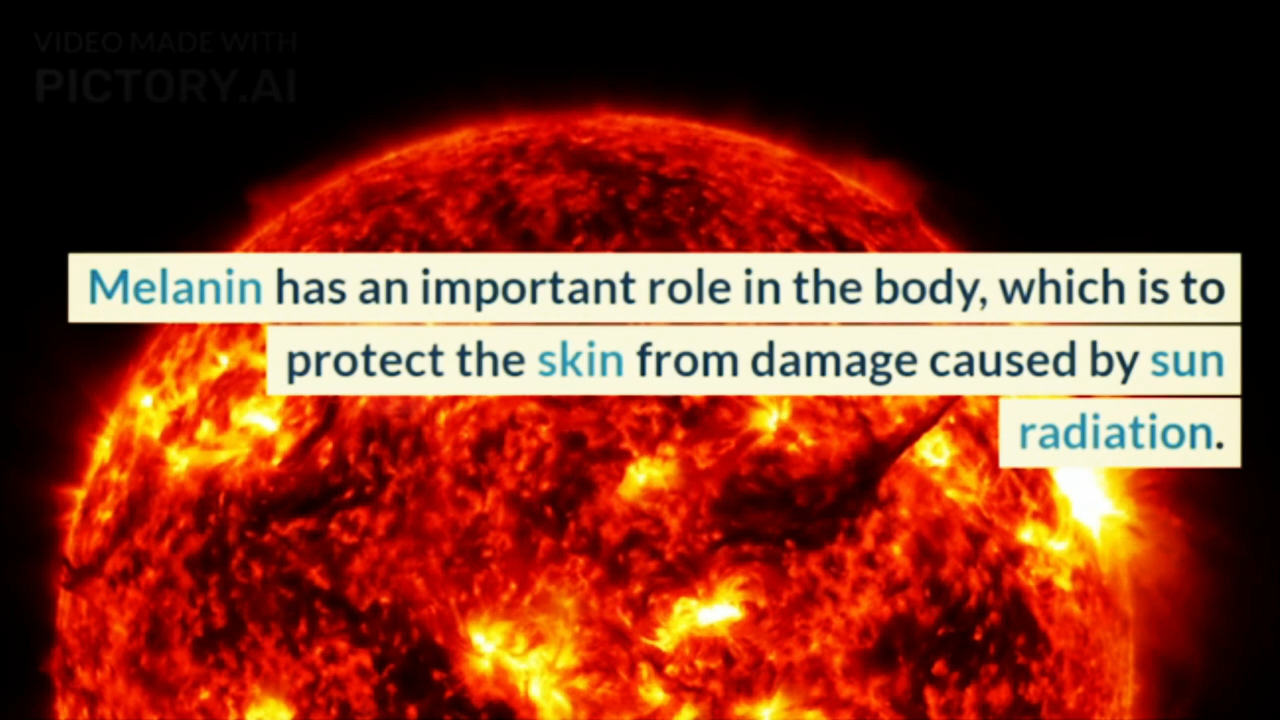 VIDEO MADE WITH
PICTORY.AI
Melanin has an important role in the body, which is to
protect the skin from damage caused by sun
radiation.